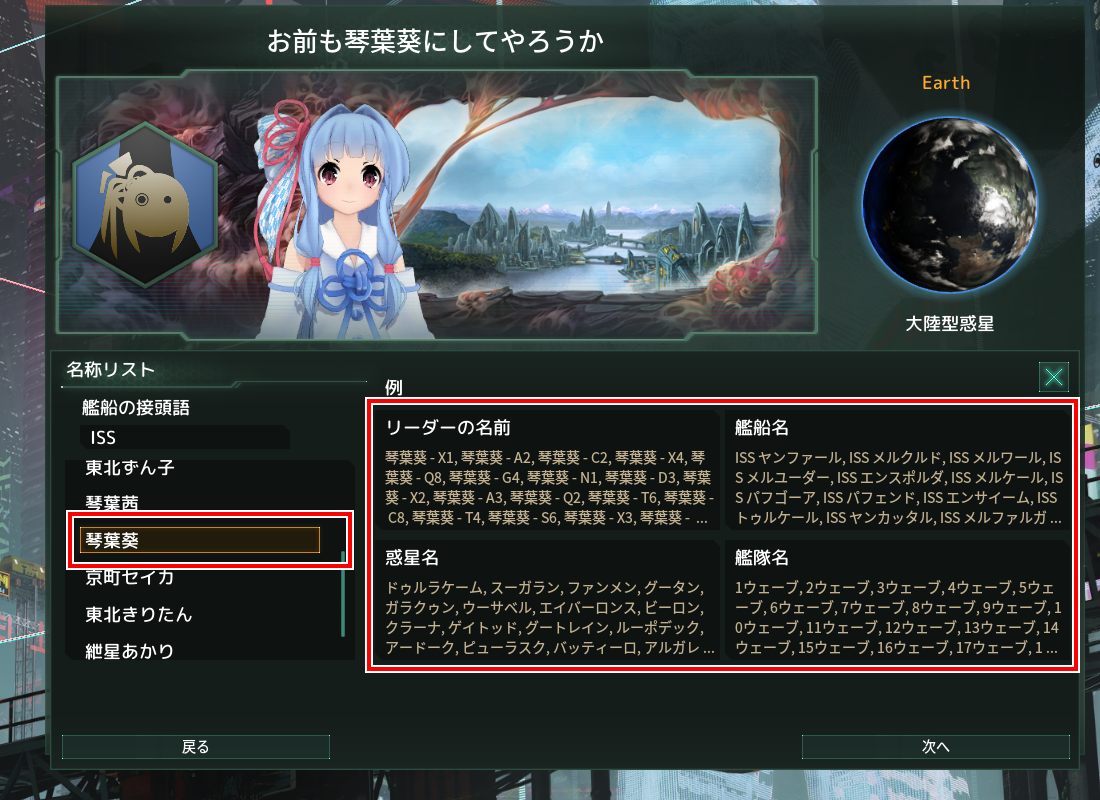 お前も琴葉葵にしてやろうか
Earth
大陸型惑星
名称リスト
艦船の接頭語
ISS
東北ずん子
琴葉茜
琴葉葵
京町セイカ
東北きりたん
紲星あかり
例
リーダーの名前
琴葉葵 - X1, 琴葉葵 - A2, 琴葉葵 - C2, 琴葉葵 - X4, 琴
葉葵 - Q8, 琴葉葵 - G4, 琴葉葵 - N1, 琴葉葵 - D3, 琴葉
葵 - X2, 琴葉葵 - A3, 琴葉葵 - Q2, 琴葉葵 - T6, 琴葉葵 -
C8, 琴葉葵 - T4, 琴葉葵 - S6, 琴葉葵 - X3, 琴葉葵 - ...
艦船名
ISS ヤンファール, ISS メルクルド, ISS メルワール, IS
S メルユーダー, ISS エンスポルダ, ISS メルケール, IS
S バフゴーア, ISS バフェンド, ISS エンサイーム, ISS
トゥルケール, ISS ヤンカッタル, ISS メルファルガ ...
惑星名
ドゥルラケーム, スーガラン, ファンメン, グータン,
ガラクゥン, ウーサベル, エイバーロンス, ビーロン,
クラーナ, ゲイトッド, グートレイン, ルーポデック,
アードーク, ピューラスク, バッティーロ, アルガレ ...
艦隊名
1ウェーブ, 2ウェーブ, 3ウェーブ, 4ウェーブ, 5ウェ
ーブ, 6ウェーブ, 7ウェーブ, 8ウェーブ, 9ウェーブ, 1
0ウェーブ, 11ウェーブ, 12ウェーブ, 13ウェーブ, 14
ウェーブ, 15ウェーブ, 16ウェーブ, 17ウェーブ, 1 ...
戻る
次へ